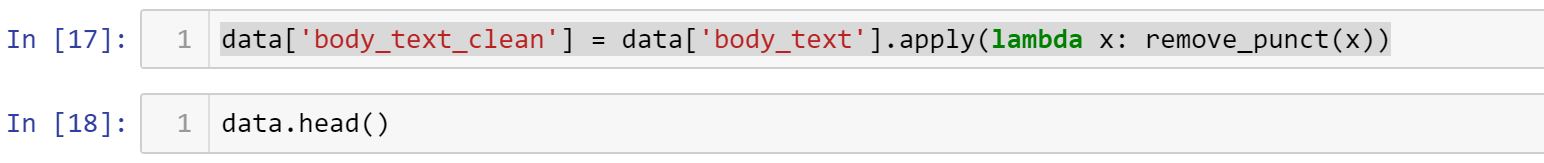 In [17]: 1 data['body_text_clean'] = data['body_text'].apply(lambda x: remove_punct(x))
In [18]: 1 data.head()